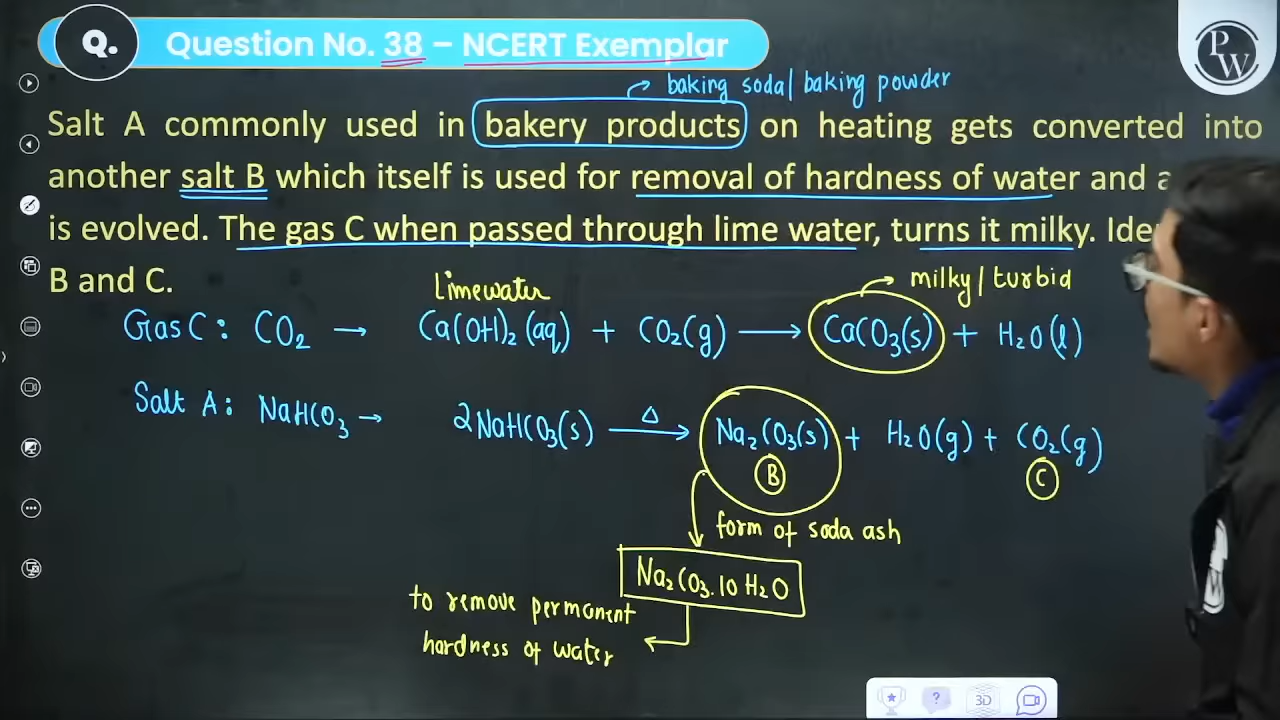 Q.
Question No. 38 – NCERT Exemplar
PW
baking soda/ baking powder
Salt A commonly used in bakery products on heating gets converted into
another salt B which itself is used for removal of hardness of water and a
is evolved. The gas C when passed through lime water, turns it milky. Ide
B and C.
Limewater
milky/ turbid
Gas C: CO₂ → Ca(OH)₂(aq) + CO₂(g) → CaCO₃(s) + H₂O(l)
Salt A: NaHCO₃ → 2NaHCO₃(s) Δ→ Na₂CO₃(s) + H₂O(g) + CO₂(g)
B C
form of soda ash
Na₂CO₃.10H₂O
to remove permanent
hardness of water
? 3D